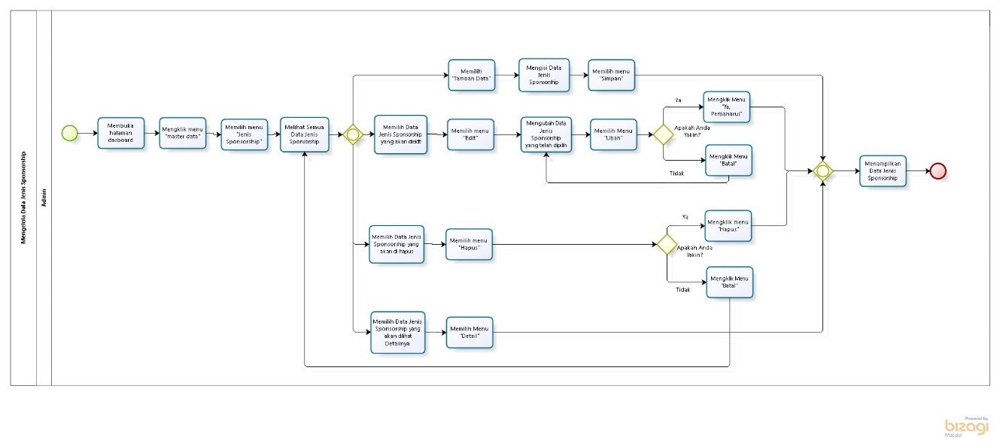 Mengelola Data Jenis Sponsorship
Admin
Membuka
halaman
dasboard
Mengklik menu
"master data"
Memilih menu
"Jenis
Sponsorship"
Melihat Semua
Data Jenis
Sponsorship
Memilih
"Tambah Data"
Mengisi Data
Jenis
Sponsorship
Memilih menu
"Simpan"
Memilih Data
Jenis Sponsorship
yang akan dieidt
Memilih menu
"Edit"
Mengubah Data
Jenis
Sponsorship
yang telah dipilih
Memilih Menu
"Ubah"
Apakah Anda
Yakin?
Ya
Mengklik Menu
"Ya,
Perbaharui"
Tidak
Mengklik Menu
"Batal"
Memilih Data Jenis
Sponsorship yang
akan di hapus
Memilih menu
"Hapus"
Apakah Anda
Yakin?
Ya
Mengklik menu
"Hapus"
Tidak
Mengklik Menu
"Batal"
Memilih Data Jenis
Sponsorship yang
akan dilihat
Detailnya
Memilih Menu
"Detail"
Menampilkan
Data Jenis
Sponsorship
Powered by
bizagi
Modeler